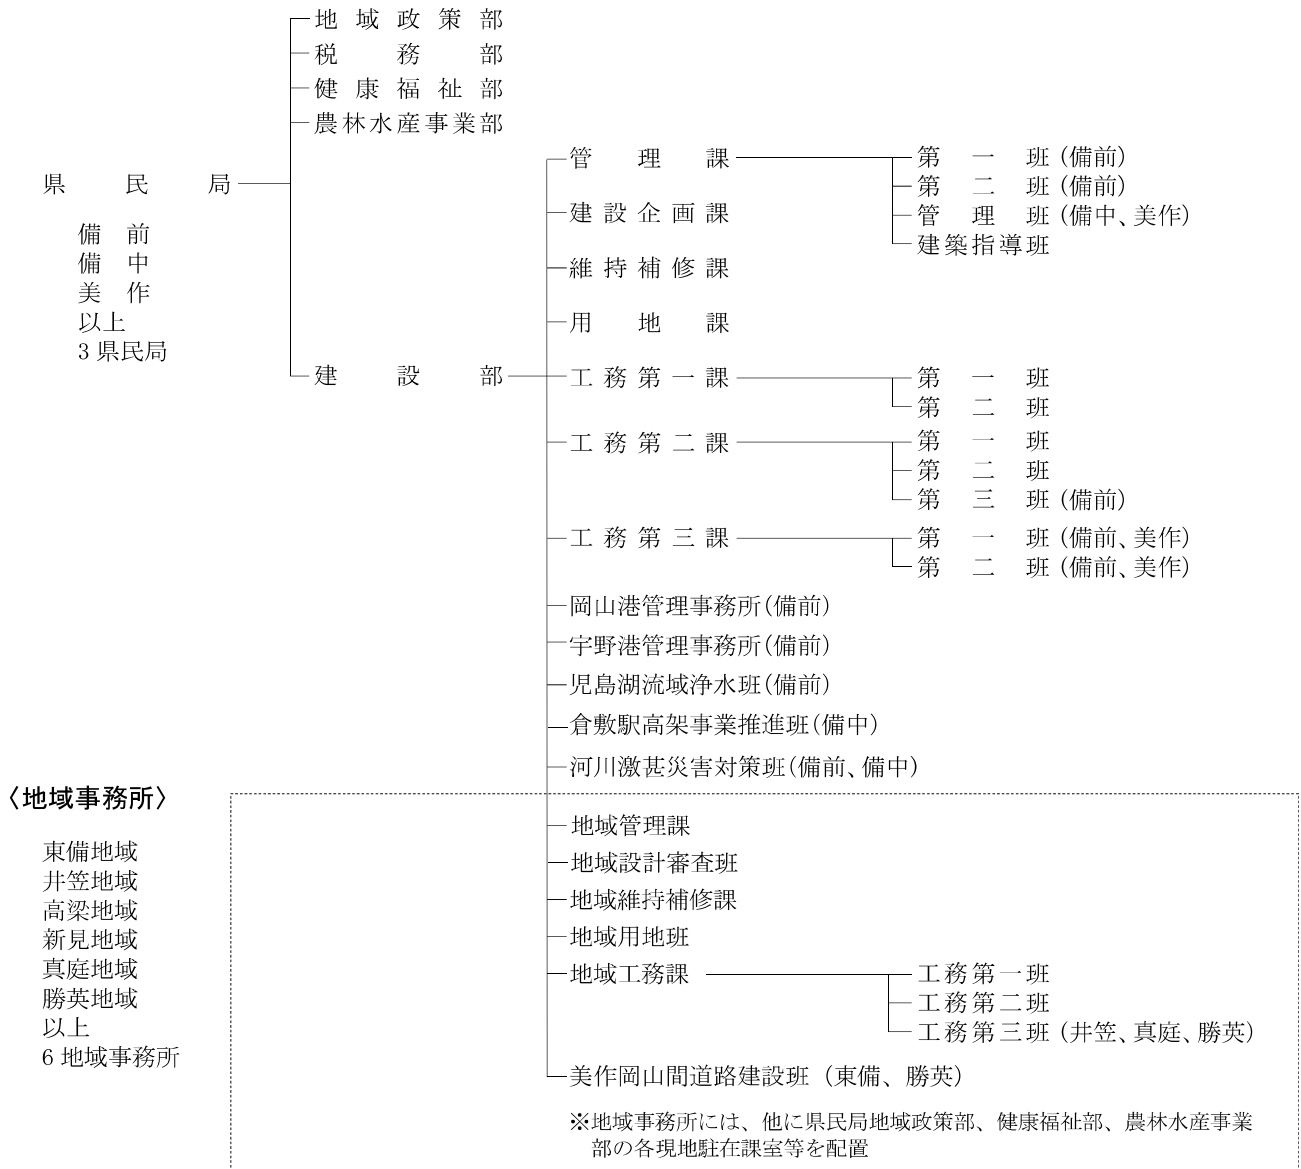 地域政策部
税務部
健康福祉部
農林水産事業部
県民局
備前
備中
美作
以上
3県民局
建設部
管理課
第一班(備前)
第二班(備前)
管理班(備中、美作)
建築指導班
建設企画課
維持補修課
用地課
工務第一課
第一班
第二班
工務第二課
第一班
第二班
第三班(備前)
工務第三課
第一班(備前、美作)
第二班(備前、美作)
岡山港管理事務所(備前)
宇野港管理事務所(備前)
児島湖流域浄水班(備前)
倉敷駅高架事業推進班(備中)
河川激甚災害対策班(備前、備中)
〈地域事務所〉
東備地域
井笠地域
高梁地域
新見地域
真庭地域
勝英地域
以上
6地域事務所
地域管理課
地域設計審査班
地域維持補修課
地域用地班
地域工務課
工務第一班
工務第二班
工務第三班(井笠、真庭、勝英)
美作岡山間道路建設班(東備、勝英)
※地域事務所には、他に県民局地域政策部、健康福祉部、農林水産事業
部の各現地駐在課室等を配置